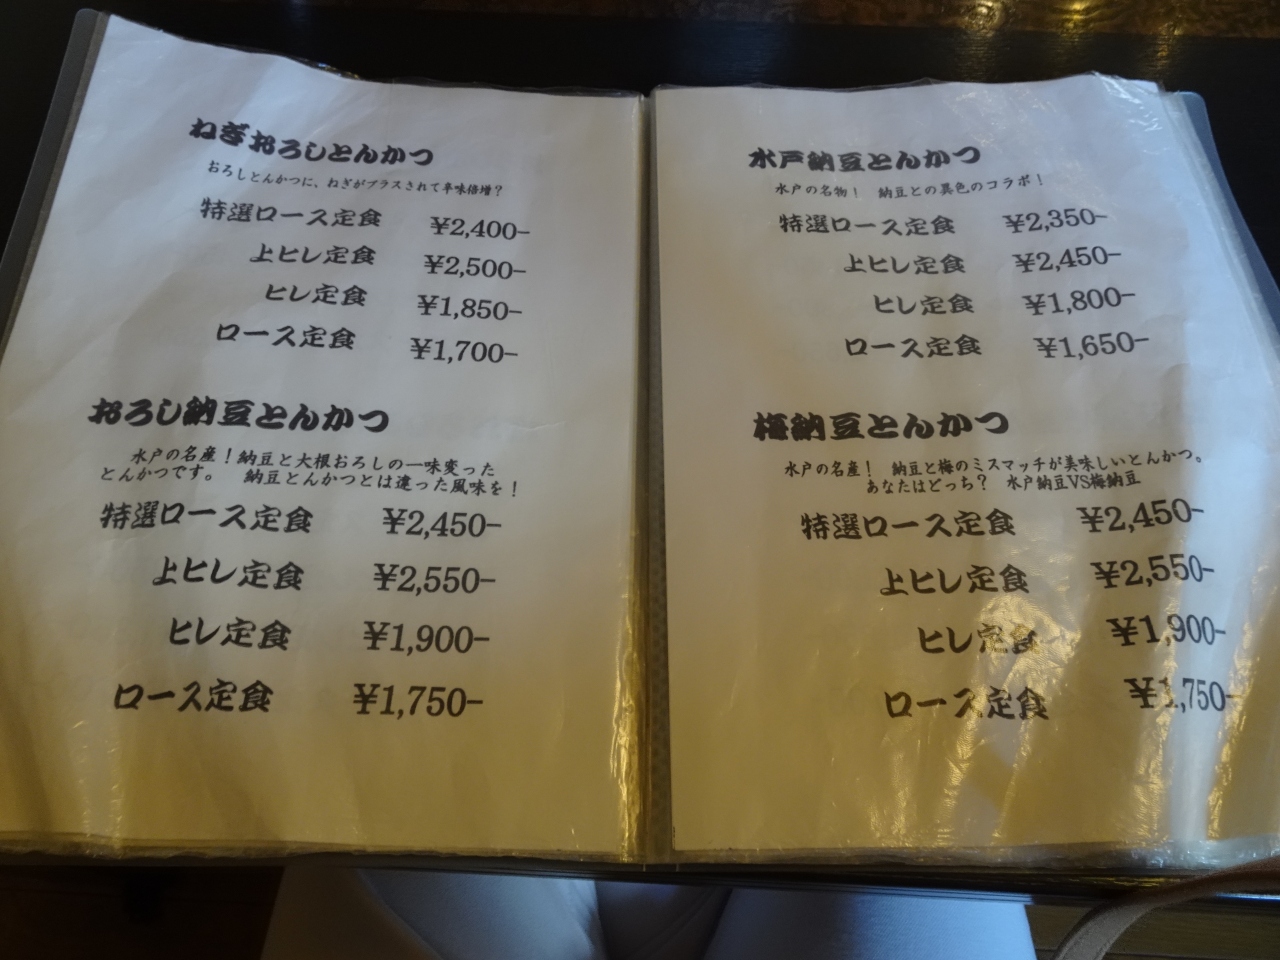 ねぎおろしとんかつ
おろしとんかつに、ねぎがプラスされて辛味倍増?
特選ロース定食 ¥2,400-
上ヒレ定食 ¥2,500-
ヒレ定食 ¥1,850-
ロース定食 ¥1,700-
おろし納豆とんかつ
水戸の名産!納豆と大根おろしの一味変った
とんかつです。 納豆とんかつとは違った風味を!
特選ロース定食 ¥2,450-
上ヒレ定食 ¥2,550-
ヒレ定食 ¥1,900-
ロース定食 ¥1,750-
水戸納豆とんかつ
水戸の名物! 納豆との異色のコラボ!
特選ロース定食 ¥2,350-
上ヒレ定食 ¥2,450-
ヒレ定食 ¥1,800-
ロース定食 ¥1,650-
梅納豆とんかつ
水戸の名産! 納豆と梅のミスマッチが美味しいとんかつ。
あなたはどっち? 水戸納豆VS梅納豆
特選ロース定食 ¥2,450-
上ヒレ定食 ¥2,550-
ヒレ定食 ¥1,900-
ロース定食 ¥1,750-